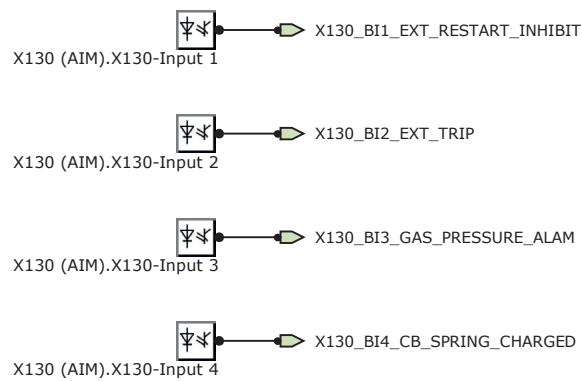 X130_BI1_EXT_RESTART_INHIBIT
X130 (AIM).X130-Input 1
X130_BI2_EXT_TRIP
X130 (AIM).X130-Input 2
X130_BI3_GAS_PRESSURE_ALAM
X130 (AIM).X130-Input 3
X130_BI4_CB_SPRING_CHARGED
X130 (AIM).X130-Input 4